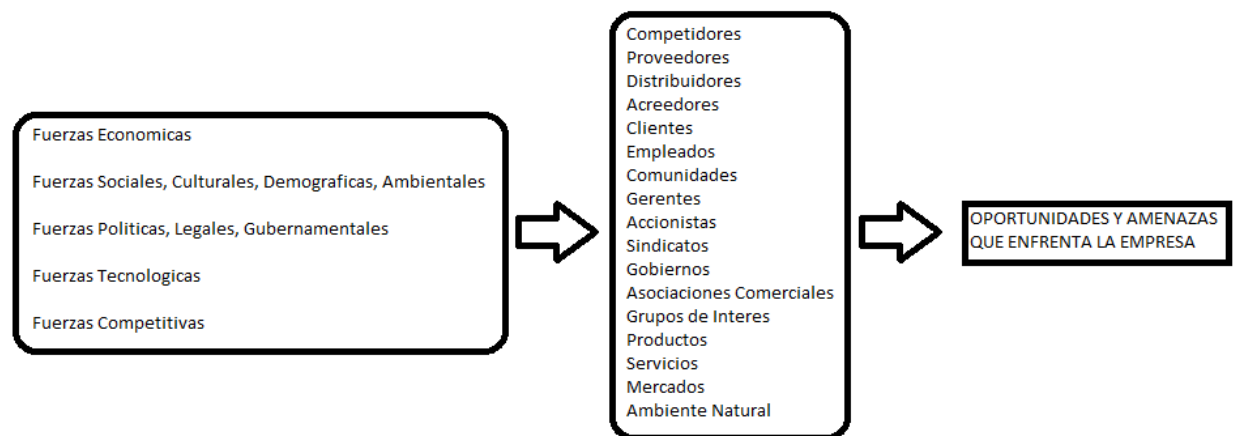 Fuerzas Economicas
Fuerzas Sociales, Culturales, Demograficas, Ambientales
Fuerzas Politicas, Legales, Gubernamentales
Fuerzas Tecnologicas
Fuerzas Competitivas
Competidores
Proveedores
Distribuidores
Acreedores
Clientes
Empleados
Comunidades
Gerentes
Accionistas
Sindicatos
Gobiernos
Asociaciones Comerciales
Grupos de Interes
Productos
Servicios
Mercados
Ambiente Natural
OPORTUNIDADES Y AMENAZAS
QUE ENFRENTA LA EMPRESA